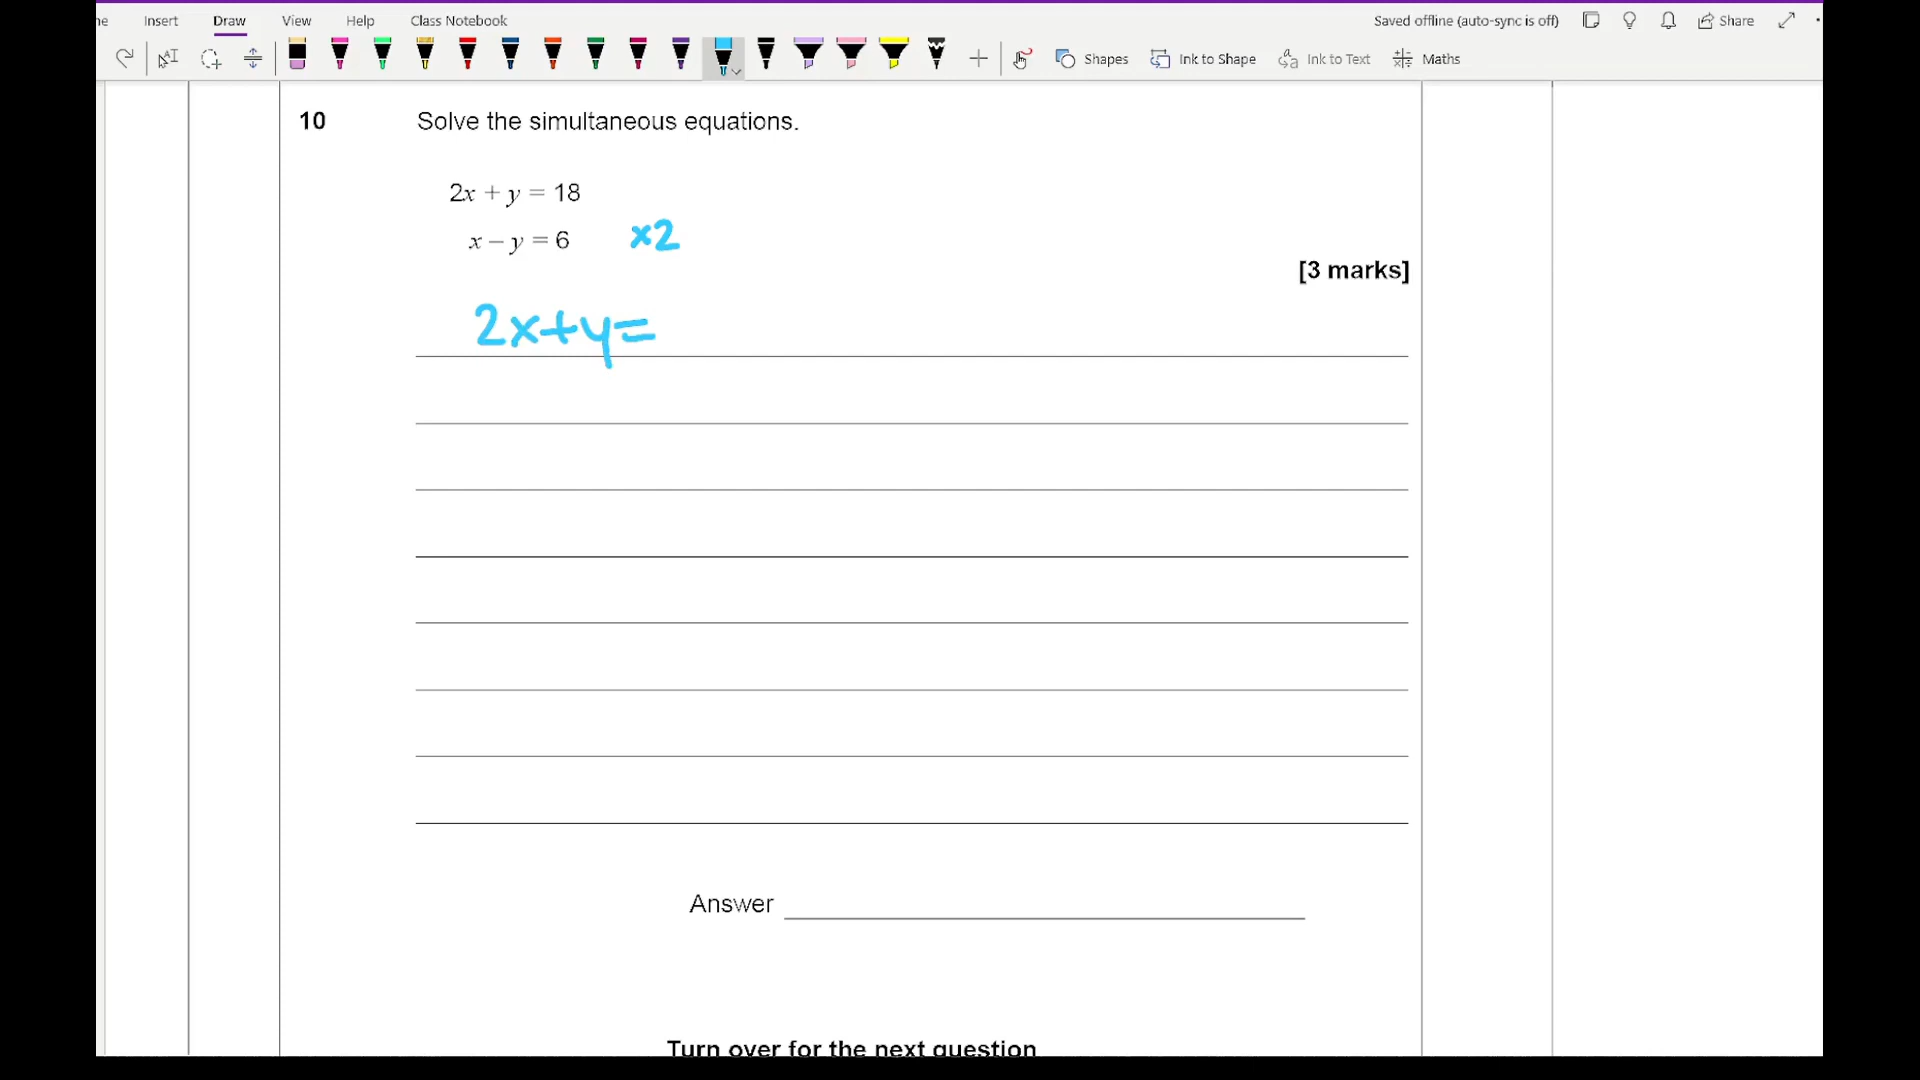 Insert Draw View Help Class Notebook Saved offline (auto-sync is off) Share
Shapes Ink to Shape Ink to Text Maths
10 Solve the simultaneous equations.
2x + y = 18
x − y = 6 ×2
[3 marks]
2x+y=
Answer
Turn over for the next question